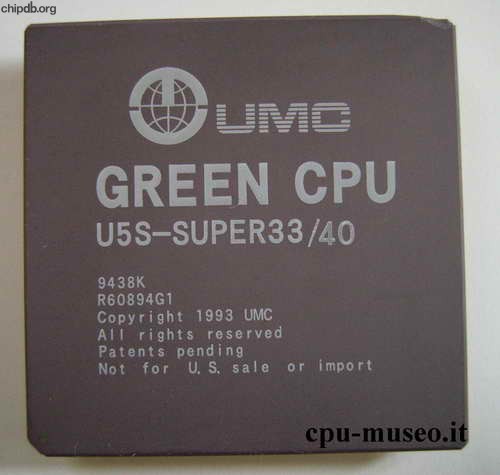 chipdb.org
UMC
GREEN CPU
U5S-SUPER33/40
9438K
R60894G1
Copyright 1993 UMC
All rights reserved
Patents pending
Not for U.S. sale or import
cpu-museo.it